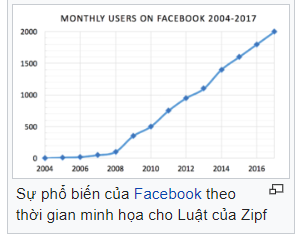 MONTHLY USERS ON FACEBOOK 2004-2017
2000
1500
1000
500
0
2004 2006 2008 2010 2012 2014 2016
Sự phổ biến của Facebook theo
thời gian minh họa cho Luật của Zipf